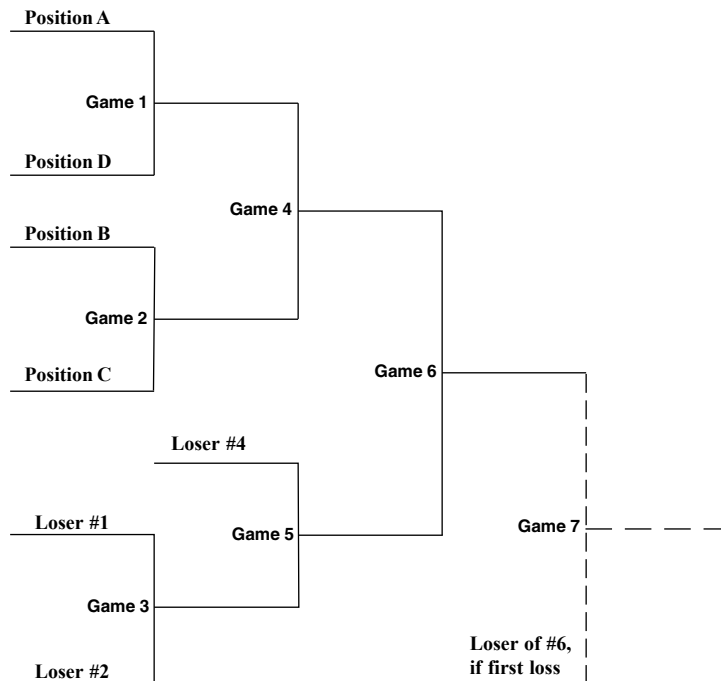 Position A
Game 1
Position D
Game 4
Position B
Game 2
Position C
Game 6
Loser #4
Loser #1
Game 5
Game 7
Game 3
Loser of #6,
if first loss
Loser #2